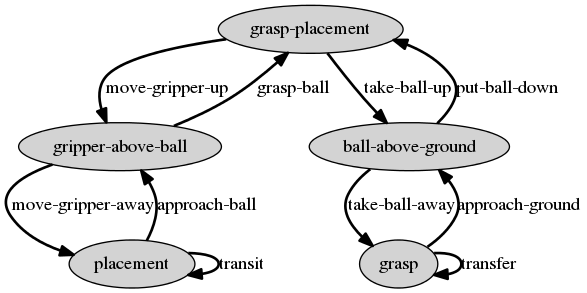 grasp-placement
move-gripper-up
grasp-ball
take-ball-up
put-ball-down
gripper-above-ball
ball-above-ground
move-gripper-away
approach-ball
take-ball-away
approach-ground
placement
transit
grasp
transfer